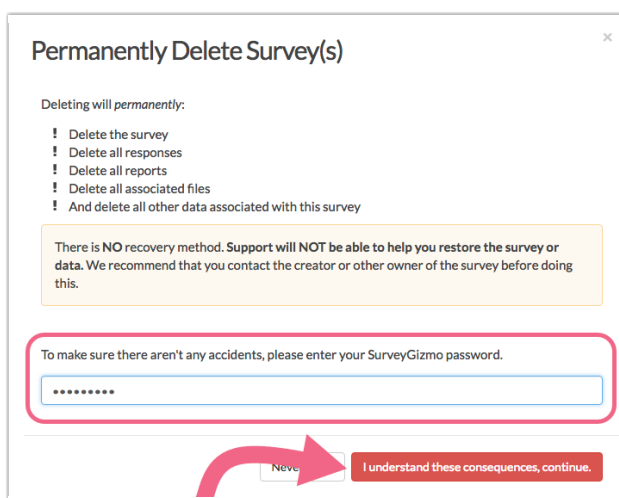 Permanently Delete Survey(s)
×
Deleting will permanently:
! Delete the survey
! Delete all responses
! Delete all reports
! Delete all associated files
! And delete all other data associated with this survey
There is NO recovery method. Support will NOT be able to help you restore the survey or
data. We recommend that you contact the creator or other owner of the survey before doing
this.
To make sure there aren't any accidents, please enter your SurveyGizmo password.
•••••••••
I understand these consequences, continue.